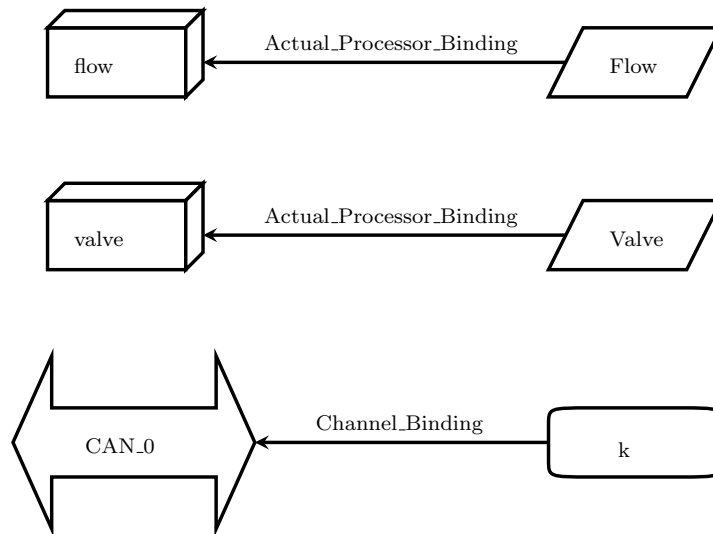 Actual_Processor_Binding
flow
Flow
Actual_Processor_Binding
valve
Valve
Channel_Binding
CAN_0
k